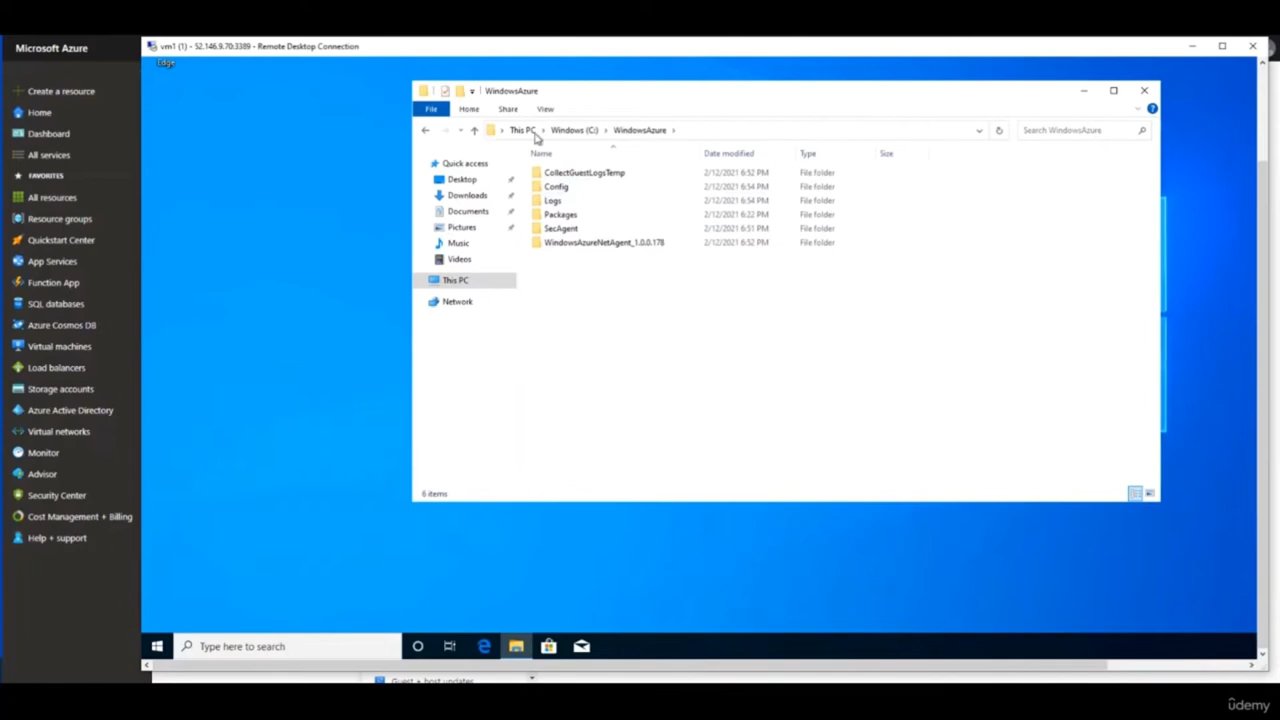 Microsoft Azure
vm1 (1) - 52.146.9.70:3389 - Remote Desktop Connection
Edge
Create a resource
Home
Dashboard
All services
FAVORITES
All resources
Resource groups
Quickstart Center
App Services
Function App
SQL databases
Azure Cosmos DB
Virtual machines
Load balancers
Storage accounts
Azure Active Directory
Virtual networks
Monitor
Advisor
Security Center
Cost Management + Billing
Help + support
WindowsAzure
File Home Share View
This PC > Windows (C:) > WindowsAzure >
Search WindowsAzure
Quick access
Desktop
Downloads
Documents
Pictures
Music
Videos
This PC
Network
Name Date modified Type Size
CollectGuestLogsTemp 2/12/2021 6:52 PM File folder
Config 2/12/2021 6:54 PM File folder
Logs 2/12/2021 6:54 PM File folder
Packages 2/12/2021 6:22 PM File folder
SecAgent 2/12/2021 6:51 PM File folder
WindowsAzureNetAgent_1.0.0.178 2/12/2021 6:52 PM File folder
6 items
Type here to search
Guest + host updates
ûdemy